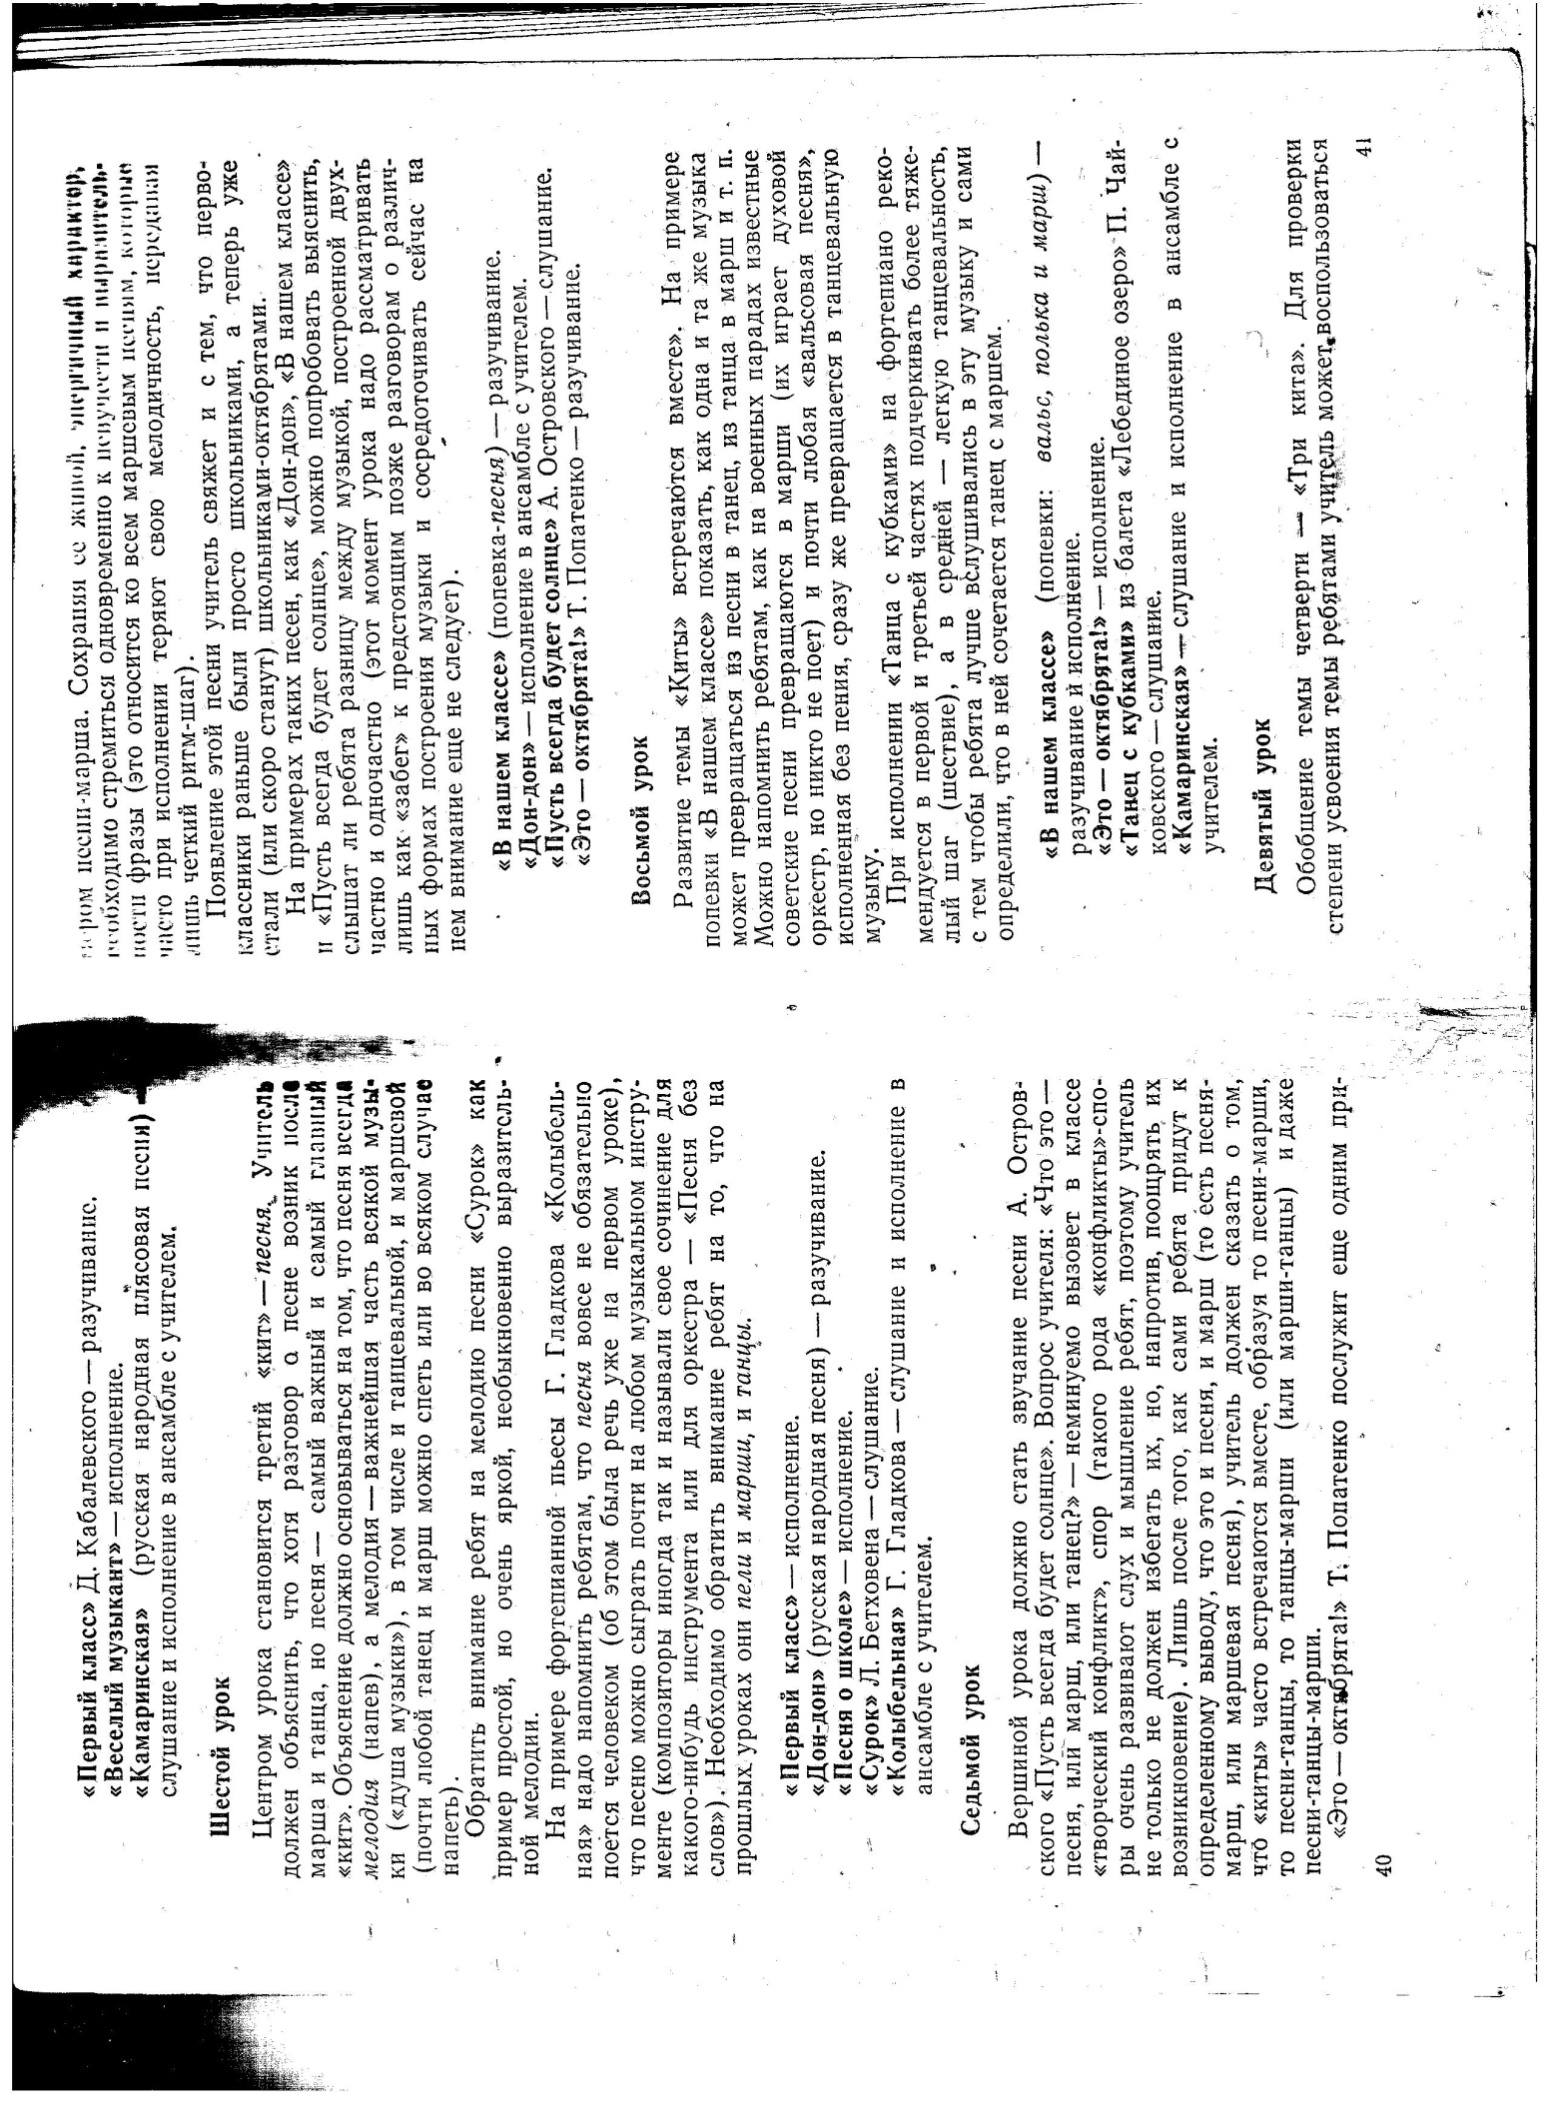 «Первый класс» Д. Кабалевского — разучивание.
«Веселый музыкант» — исполнение.
«Камаринская» (русская народная плясовая песня) —
слушание и исполнение в ансамбле с учителем.
Шестой урок
Центром урока становится третий «кит» — песня. Учитель
должен объяснить, что хотя разговор о песне возник после
марша и танца, но песня — самый важный и самый главный
«кит». Объяснение должно основываться на том, что песня всегда
мелодия (напев), а мелодия — важнейшая часть всякой музы-
ки («душа музыки»), в том числе и танцевальной, и маршевой
(почти любой танец и марш можно спеть или во всяком случае
напеть).
Обратить внимание ребят на мелодию песни «Сурок» как
пример простой, но очень яркой, необыкновенно выразитель-
ной мелодии.
На примере фортепианной пьесы Г. Гладкова «Колыбель-
ная» надо напомнить ребятам, что песня вовсе не обязательно
поется человеком (об этом была речь уже на первом уроке),
что песню можно сыграть почти на любом музыкальном инстру-
менте (композиторы иногда так и называли свое сочинение для
какого-нибудь инструмента или для оркестра — «Песня без
слов»). Необходимо обратить внимание ребят на то, что на
прошлых уроках они пели и марши, и танцы.
«Первый класс» — исполнение.
«Дон-дон» (русская народная песня) — разучивание.
«Песня о школе» — исполнение.
«Сурок» Л. Бетховена — слушание.
«Колыбельная» Г. Гладкова — слушание и исполнение в
ансамбле с учителем.
Седьмой урок
Вершиной урока должно стать звучание песни А. Остров-
ского «Пусть всегда будет солнце». Вопрос учителя: «Что это —
песня, или марш, или танец?» — неминуемо вызовет в классе
«творческий конфликт», спор (такого рода «конфликты»-спо-
ры очень развивают слух и мышление ребят, поэтому учитель
не только не должен избегать их, но, напротив, поощрять их
возникновение). Лишь после того, как сами ребята придут к
определенному выводу, что это и песня, и марш (то есть песня-
марш, или маршевая песня), учитель должен сказать о том,
что «киты» часто встречаются вместе, образуя то песни-марши,
то песни-танцы, то танцы-марши (или марши-танцы) и даже
песни-танцы-марши.
«Это — октябрята!» Т. Попатенко послужит еще одним при-
40
мером песни-марша. Сохраняя ее живой, энергичный характер,
необходимо стремиться одновременно к певучести и выразитель-
ности фразы (это относится ко всем маршевым песням, которые
часто при исполнении теряют свою мелодичность, передавая
лишь четкий ритм-шаг).
Появление этой песни учитель свяжет и с тем, что перво-
классники раньше были просто школьниками, а теперь уже
стали (или скоро станут) школьниками-октябрятами.
На примерах таких песен, как «Дон-дон», «В нашем классе»
и «Пусть всегда будет солнце», можно попробовать выяснить,
слышат ли ребята разницу между музыкой, построенной двух-
частно и одночастно (этот момент урока надо рассматривать
лишь как «забег» к предстоящим позже разговорам о различ-
ных формах построения музыки и сосредоточивать сейчас на
нем внимание еще не следует).
«В нашем классе» (попевка-песня) — разучивание.
«Дон-дон» — исполнение в ансамбле с учителем.
«Пусть всегда будет солнце» А. Островского — слушание.
«Это — октябрята!» Т. Попатенко — разучивание.
Восьмой урок
Развитие темы «Киты» встречаются вместе». На примере
попевки «В нашем классе» показать, как одна и та же музыка
может превращаться из песни в танец, из танца в марш и т. п.
Можно напомнить ребятам, как на военных парадах известные
советские песни превращаются в марши (их играет духовой
оркестр, но никто не поет) и почти любая «вальсовая песня»,
исполненная без пения, сразу же превращается в танцевальную
музыку.
При исполнении «Танца с кубками» на фортепиано реко-
мендуется в первой и третьей частях подчеркивать более тяже-
лый шаг (шествие), а в средней — легкую танцевальность,
с тем чтобы ребята лучше вслушивались в эту музыку и сами
определили, что в ней сочетается танец с маршем.
«В нашем классе» (попевки: вальс, полька и марш) —
разучивание и исполнение.
«Это — октябрята!» — исполнение.
«Танец с кубками» из балета «Лебединое озеро» П. Чай-
ковского — слушание.
«Камаринская» — слушание и исполнение в ансамбле с
учителем.
Девятый урок
Обобщение темы четверти — «Три кита». Для проверки
степени усвоения темы ребятами учитель может воспользоваться
41